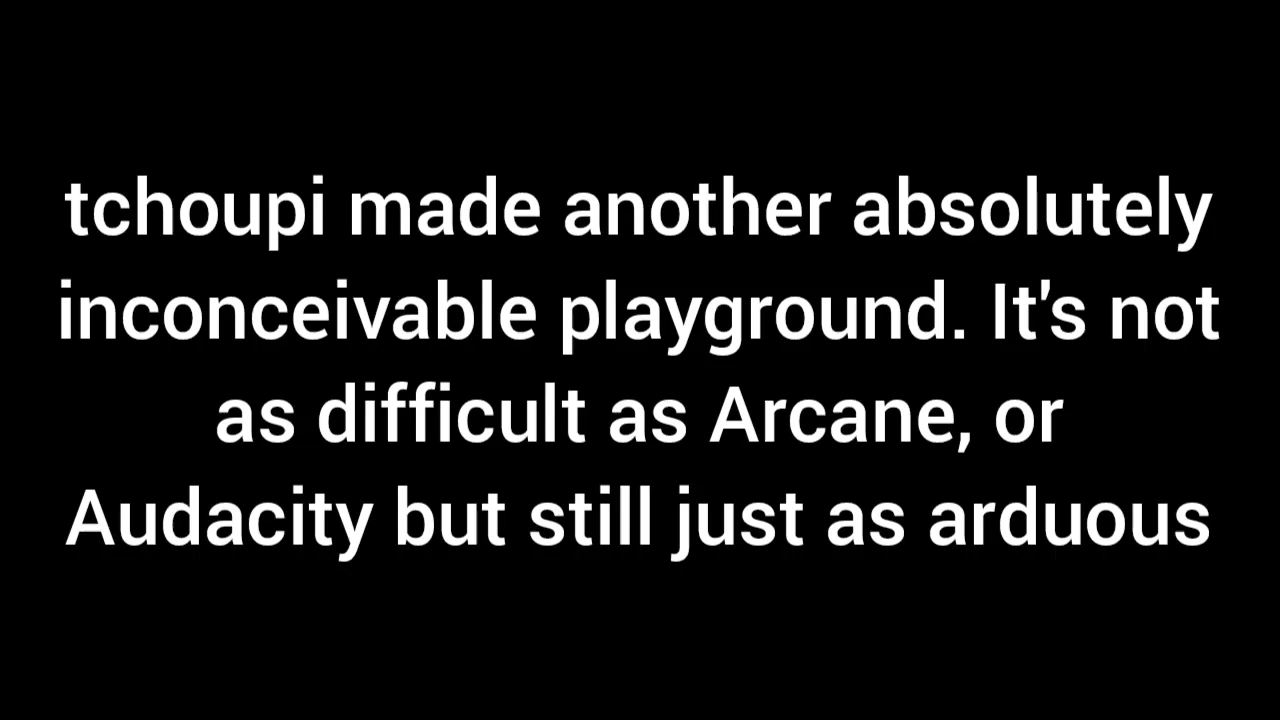 tchoupi made another absolutely
inconceivable playground. It's not
as difficult as Arcane, or
Audacity but still just as arduous